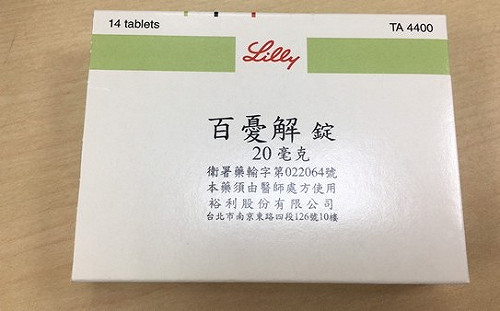 14 tablets
TA 4400
Lilly
百憂解 錠
20 毫克
衛署藥輸字第022064號
本藥須由醫師處方使用
裕利股份有限公司
台北市南京東路四段126號10樓